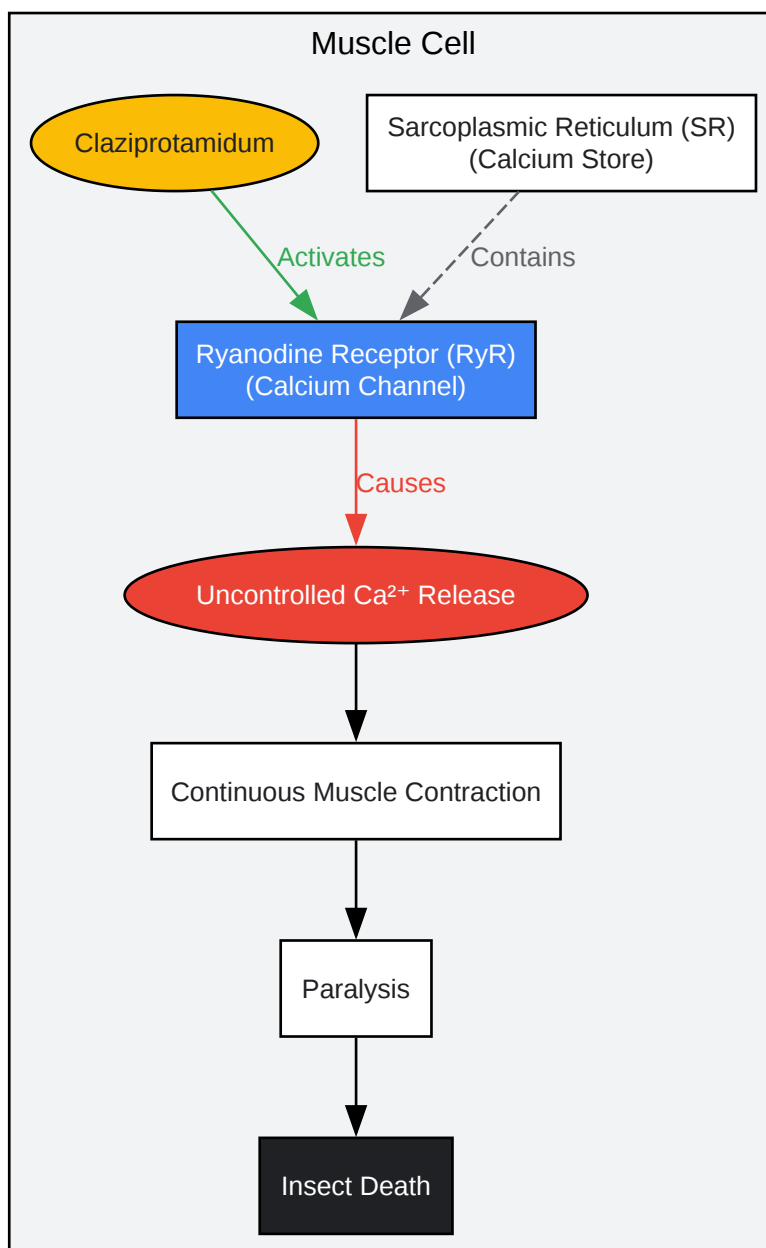 Muscle Cell
Claziprotamidum
Sarcoplasmic Reticulum (SR)
(Calcium Store)
Activates
Contains
Ryanodine Receptor (RyR)
(Calcium Channel)
Causes
Uncontrolled Ca²⁺ Release
Continuous Muscle Contraction
Paralysis
Insect Death